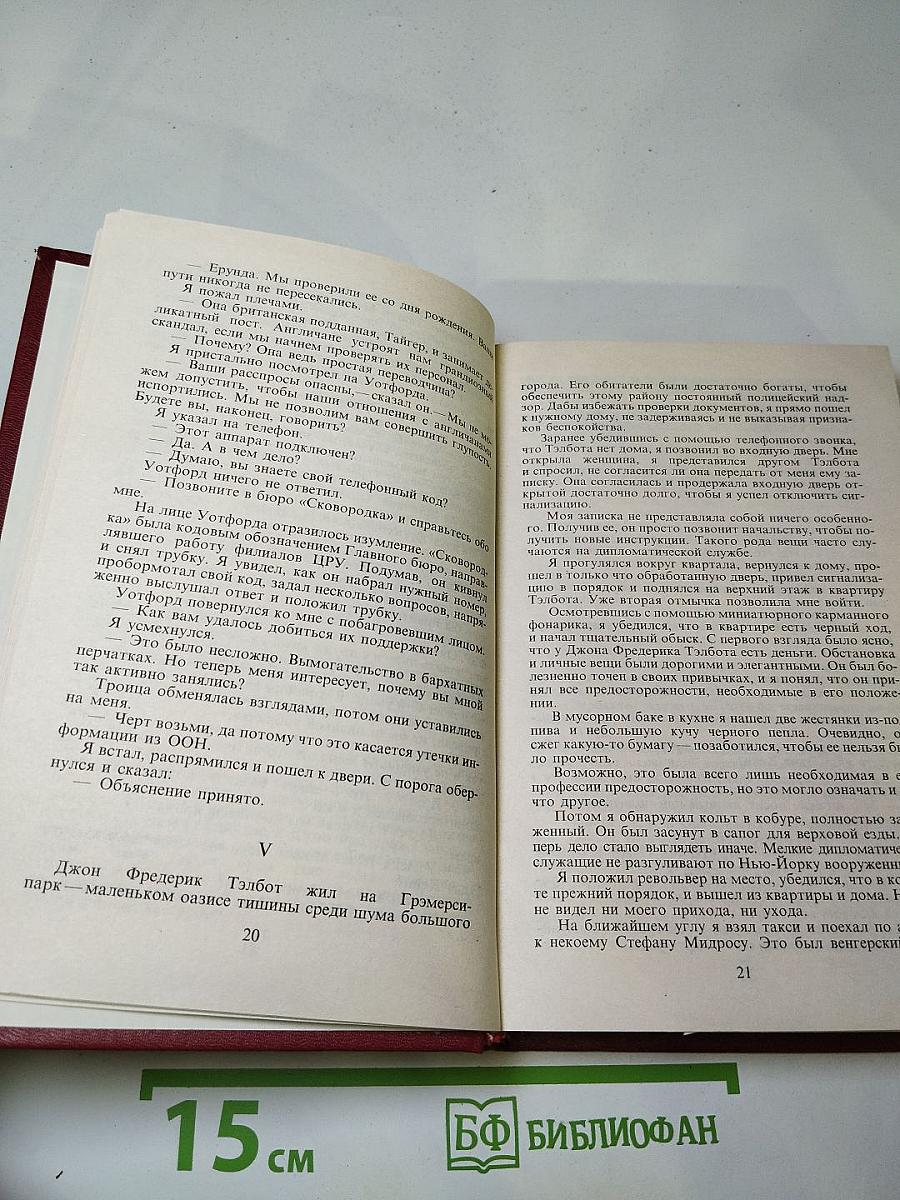 — Ерунда. Мы проверили ее со дня рождения. Ваши
пути никогда не пересекались.
Я пожал плечами.
— Она британская подданная, Тайгер, и занимает де-
ликатный пост. Англичане устроят нам грандиозный
скандал, если мы начнем проверять их персонал.
— Почему? Она ведь простая переводчица?
Я пристально посмотрел на Уотфорда.
— Ваши расспросы опасны,— сказал он.— Мы не мо-
жем допустить, чтобы наши отношения с англичанами
испортились. Мы не позволим вам совершить глупость.
Будете вы, наконец, говорить?
Я указал на телефон.
— Этот аппарат подключен?
— Да. А в чем дело?
— Думаю, вы знаете свой телефонный код?
Уотфорд ничего не ответил.
— Позвоните в бюро «Сковородка» и справьтесь обо
мне.
На лице Уотфорда отразилось изумление. «Сковород-
ка» была кодовым обозначением Главного бюро, направ-
лявшего работу филиалов ЦРУ. Подумав, он кивнул
и снял трубку. Я увидел, как он набрал нужный номер,
пробормотал свой код, задал несколько вопросов, напря-
женно выслушал ответ и положил трубку.
Уотфорд повернулся ко мне с побагровевшим лицом.
— Как вам удалось добиться их поддержки?
Я усмехнулся.
— Это было несложно. Вымогательство в бархатных
перчатках. Но теперь меня интересует, почему вы мной
так активно занялись?
Троица обменялась взглядами, потом они уставились
на меня.
— Черт возьми, да потому что это касается утечки ин-
формации из ООН.
Я встал, распрямился и пошел к двери. С порога обер-
нулся и сказал:
— Объяснение принято.
V
Джон Фредерик Тэлбот жил на Грэмерси-
парк — маленьком оазисе тишины среди шума большого
20
города. Его обятатели были достаточно богаты, чтобы
обеспечить этому району постоянный полицейский над-
зор. Дабы избежать проверки документов, я прямо пошел
к нужному дому, не задерживаясь и не выказывая призна-
ков беспокойства.
Заранее убедившись с помощью телефонного звонка,
что Тэлбота нет дома, я позвонил во входную дверь. Мне
открыла женщина, я представился другом Тэлбота
и спросил, не согласится ли она передать от меня ему за-
писку. Она согласилась и продержала входную дверь от-
крытой достаточно долго, чтобы я успел отключить сиг-
нализацию.
Моя записка не представляла собой ничего особенно-
го. Получив ее, он просто позвонит начальству, чтобы по-
лучить новые инструкции. Такого рода вещи часто слу-
чаются на дипломатической службе.
Я прогулялся вокруг квартала, вернулся к дому, про-
шел в только что обработанную дверь, привел сигнализа-
цию в порядок и поднялся на верхний этаж в квартиру
Тэлбота. Уже вторая отмычка позволила мне войти.
Осмотревшись с помощью миниатюрного карманного
фонарика, я убедился, что в квартире есть черный ход,
и начал тщательный обыск. С первого взгляда было ясно,
что у Джона Фредерика Тэлбота есть деньги. Обстановка
и личные вещи были дорогими и элегантными. Он был бо-
лезненно точен в своих привычках, и я понял, что он при-
нял все предосторожности, необходимые в его положе-
нии.
В мусорном баке в кухне я нашел две жестянки из-по
пива и небольшую кучу черного пепла. Очевидно, о
сжег какую-то бумагу — позаботился, чтобы ее нельзя бы
ло прочесть.
Возможно, это была всего лишь необходимая в е
профессии предосторожность, но это могло означать и
что другое.
Потом я обнаружил кольт в кобуре, полностью за
женный. Он был засунут в сапог для верховой езды.
перь дело стало выглядеть иначе. Мелкие дипломатиче
служащие не разгуливают по Нью-Йорку вооруженны
Я положил револьвер на место, убедился, что в ко
те прежний порядок, и вышел из квартиры и дома. Н
не видел ни моего прихода, ни ухода.
На ближайшем углу я взял такси и поехал по а
к некоему Стефану Мидросу. Это был венгерский
21
15 см
БФ БИБЛИОФАН